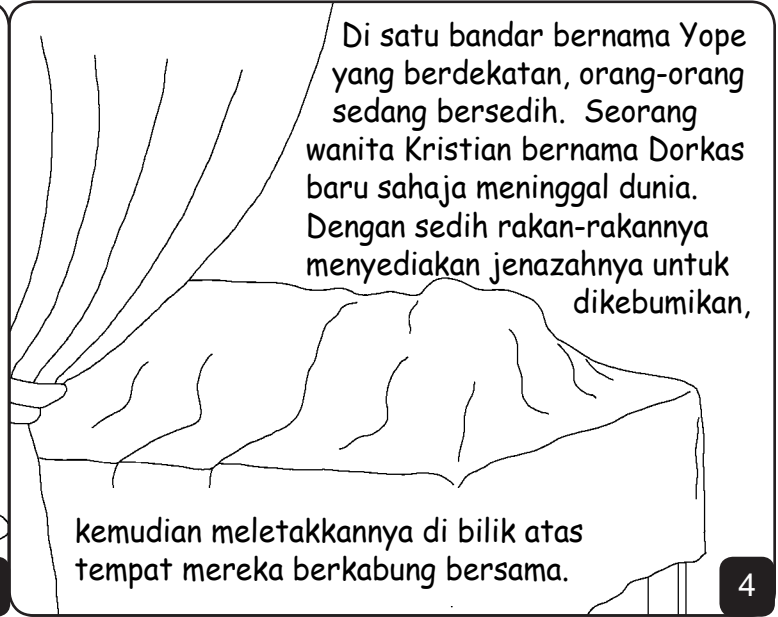 Di satu bandar bernama Yope
yang berdekatan, orang-orang
sedang bersedih. Seorang
wanita Kristian bernama Dorkas
baru sahaja meninggal dunia.
Dengan sedih rakan-rakannya
menyediakan jenazahnya untuk
dikebumikan,
kemudian meletakkannya di bilik atas
tempat mereka berkabung bersama.
4